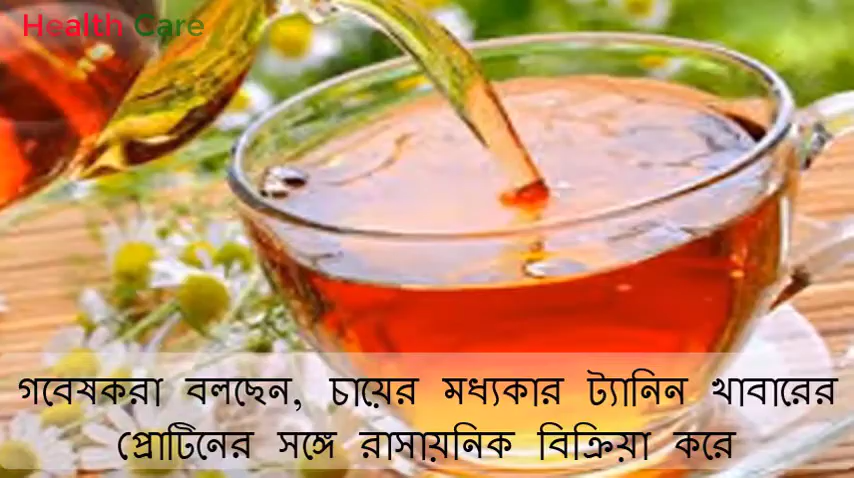 Health Care
গবেষকরা বলছেন, চায়ের মধ্যকার ট্যানিন খাবারের
প্রোটিনের সঙ্গে রাসায়নিক বিক্রিয়া করে